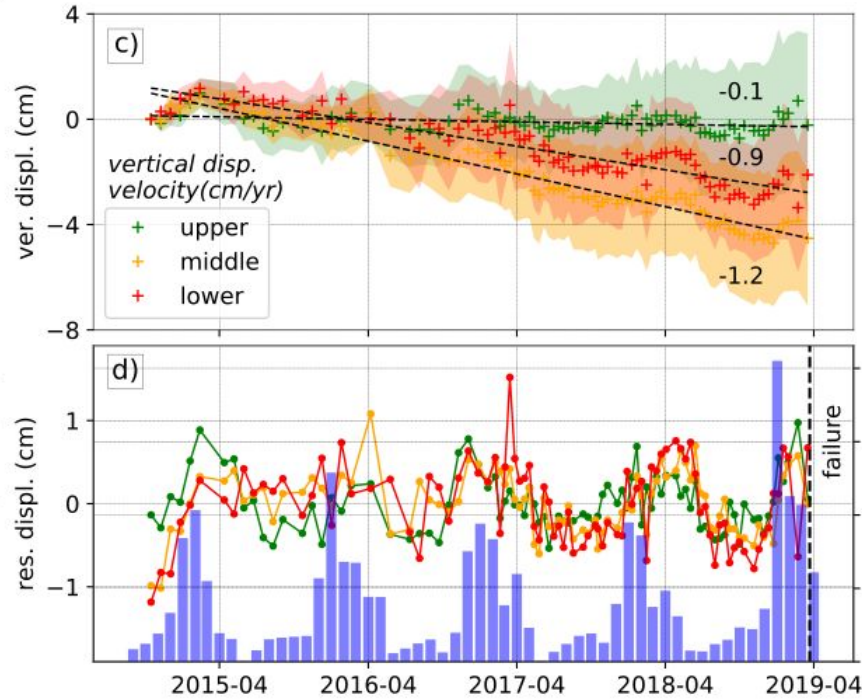 c)
4
0
−4
−8
ver. displ. (cm)
vertical disp.
velocity(cm/yr)
upper
middle
lower
-0.1
-0.9
-1.2
d)
1
0
−1
res. displ. (cm)
failure
2015-04
2016-04
2017-04
2018-04
2019-04